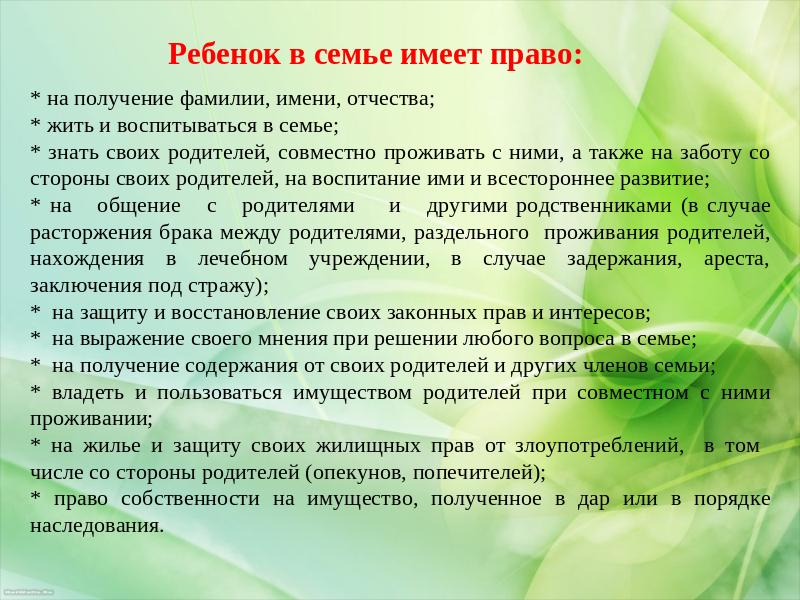 Ребенок в семье имеет право:
* на получение фамилии, имени, отчества;
* жить и воспитываться в семье;
* знать своих родителей, совместно проживать с ними, а также на заботу со
стороны своих родителей, на воспитание ими и всестороннее развитие;
* на общение с родителями и другими родственниками (в случае
расторжения брака между родителями, раздельного проживания родителей,
нахождения в лечебном учреждении, в случае задержания, ареста,
заключения под стражу);
* на защиту и восстановление своих законных прав и интересов;
* на выражение своего мнения при решении любого вопроса в семье;
* на получение содержания от своих родителей и других членов семьи;
* владеть и пользоваться имуществом родителей при совместном с ними
проживании;
* на жилье и защиту своих жилищных прав от злоупотреблений, в том
числе со стороны родителей (опекунов, попечителей);
* право собственности на имущество, полученное в дар или в порядке
наследования.